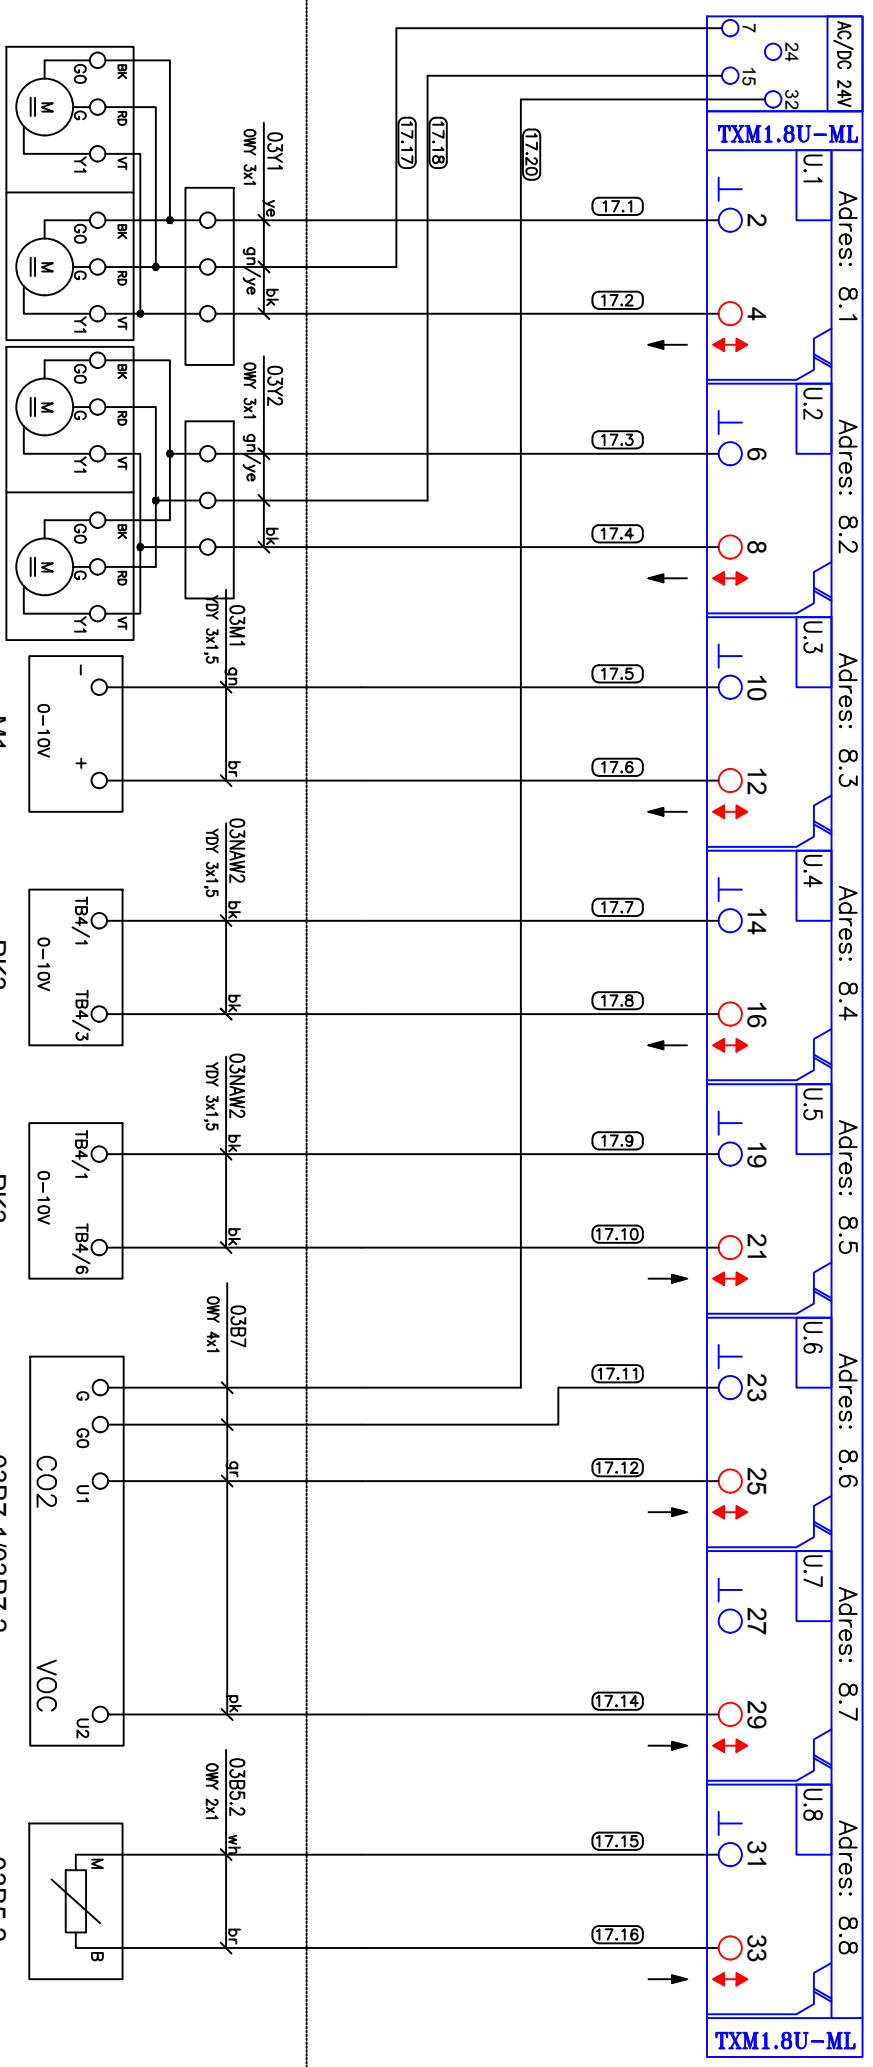 AC/DC 24V
7
24
15
32
TXM1.8U-ML
Adres: 8.1
U.1
2
4
Adres: 8.2
U.2
6
8
Adres: 8.3
U.3
10
12
Adres: 8.4
U.4
14
16
Adres: 8.5
U.5
19
21
Adres: 8.6
U.6
23
25
Adres: 8.7
U.7
27
29
Adres: 8.8
U.8
31
33
TXM1.8U-ML
17.1
17.2
17.3
17.4
17.5
17.6
17.7
17.8
17.9
17.10
17.11
17.12
17.14
17.15
17.16
17.20
17.18
17.17
03Y1
OWY 3x1
ye
gn/ye
bk
03Y2
OWY 3x1
gn/ye
bk
03M1
YDY 3x1,5
gn
br
03NAW2
YDY 3x1,5
bk
bk
03NAW2
YDY 3x1,5
bk
bk
03B7
OWY 4x1
gr
pk
03B5.2
OWY 2x1
wh
br
BK
RD
VT
G0
G
Y1
M
BK
RD
VT
G0
G
Y1
M
BK
RD
VT
G0
G
Y1
M
BK
RD
VT
G0
G
Y1
M
-
+
0-10V
TB4/1
TB4/3
0-10V
TB4/1
TB4/6
0-10V
G
G0
U1
U2
CO2
VOC
M
B